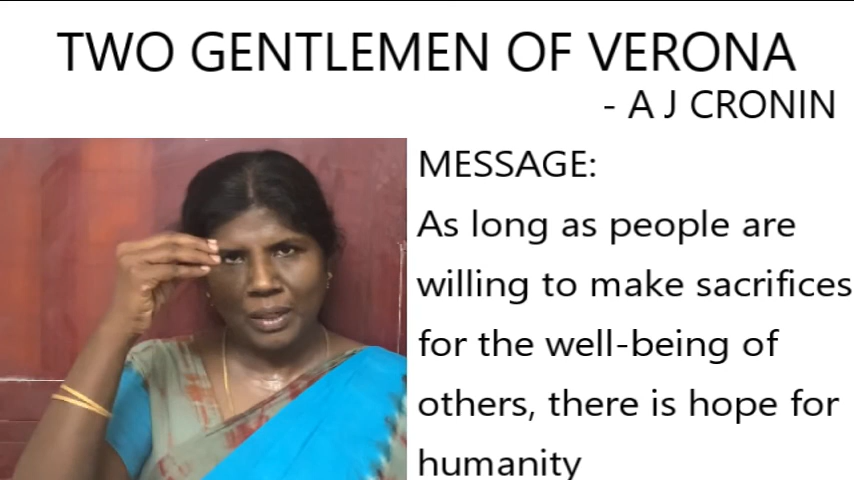 TWO GENTLEMEN OF VERONA
- A J CRONIN
MESSAGE:
As long as people are
willing to make sacrifices
for the well-being of
others, there is hope for
humanity